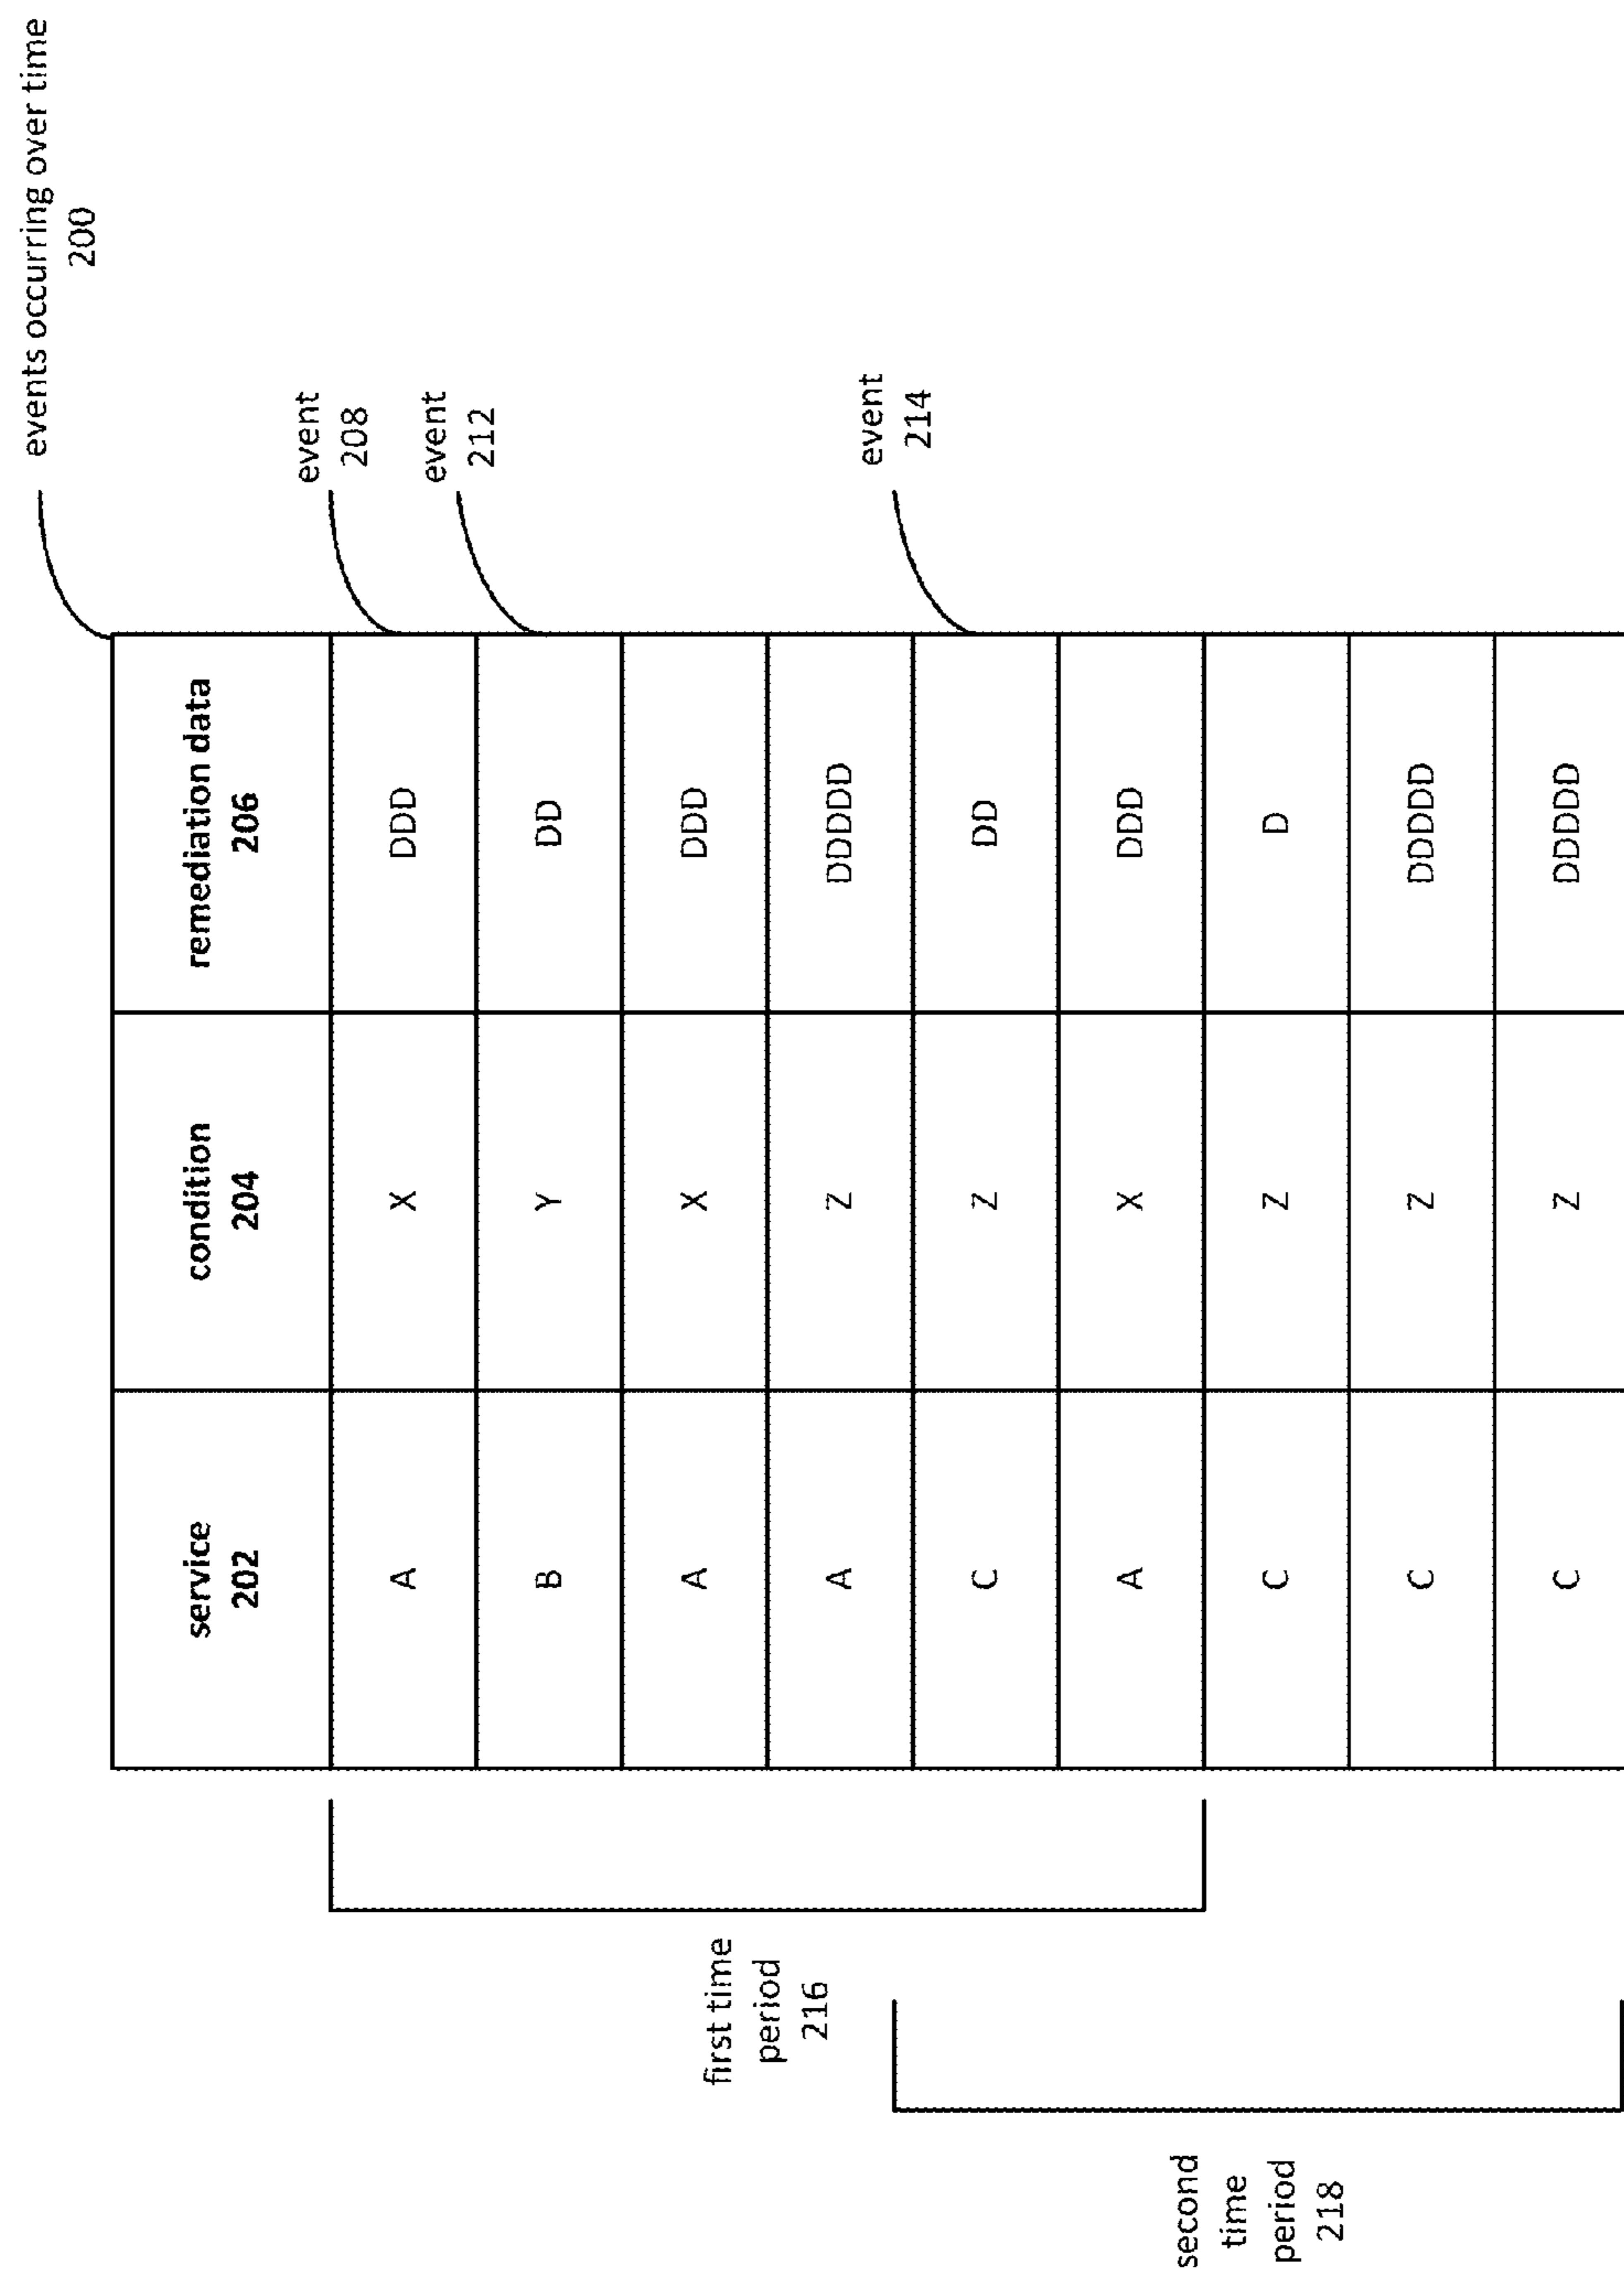 events occurring over time
200
service
202
condition
204
remediation data
206
A
X
DDD
event
208
B
Y
DD
event
212
A
X
DDD
A
Z
DDDDD
first time
period
216
C
Z
DD
event
214
A
X
DDD
C
Z
D
second
time
period
218
C
Z
DDDDD
C
Z
DDDDD